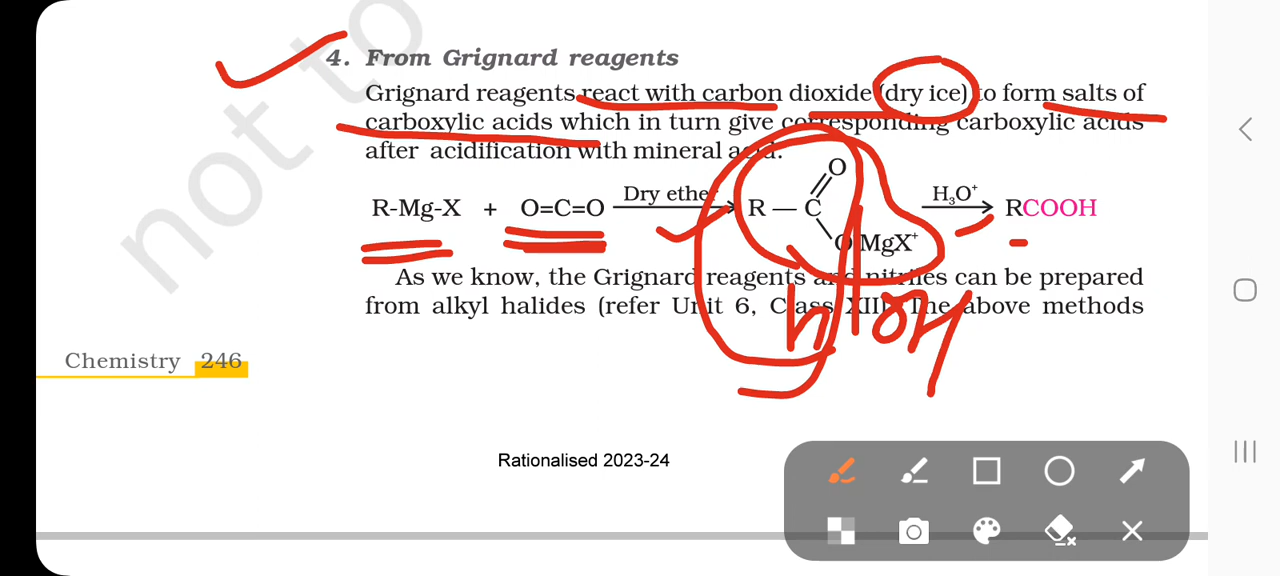 not to
4. From Grignard reagents
Grignard reagents react with carbon dioxide (dry ice) to form salts of
carboxylic acids which in turn give corresponding carboxylic acids
after acidification with mineral acid.
R-Mg-X + O=C=O Dry ether R — C O O⁻MgX⁺ H₃O⁺ RCOOH
As we know, the Grignard reagents and nitriles can be prepared
from alkyl halides (refer Unit 6, Class XII). The above methods
Chemistry 246
Rationalised 2023-24